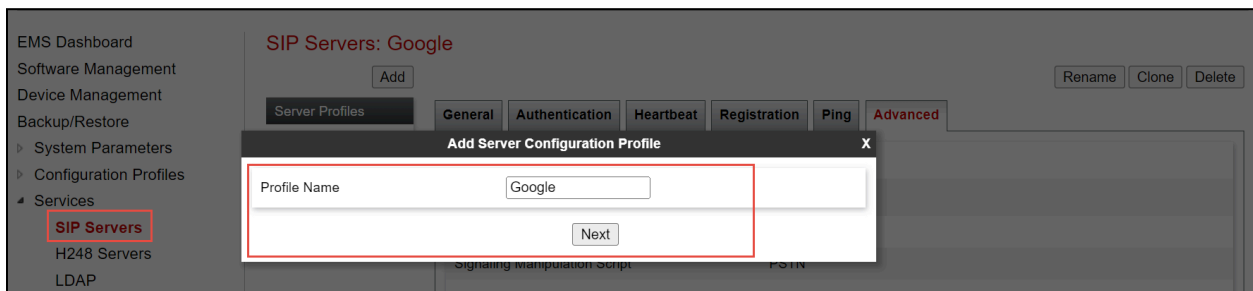 EMS Dashboard
Software Management
Device Management
Backup/Restore
System Parameters
Configuration Profiles
Services
SIP Servers
H248 Servers
LDAP
SIP Servers: Google
Add
Rename Clone Delete
Server Profiles
General Authentication Heartbeat Registration Ping Advanced
Add Server Configuration Profile X
Profile Name Google
Next
Signaling Manipulation Script PSTN